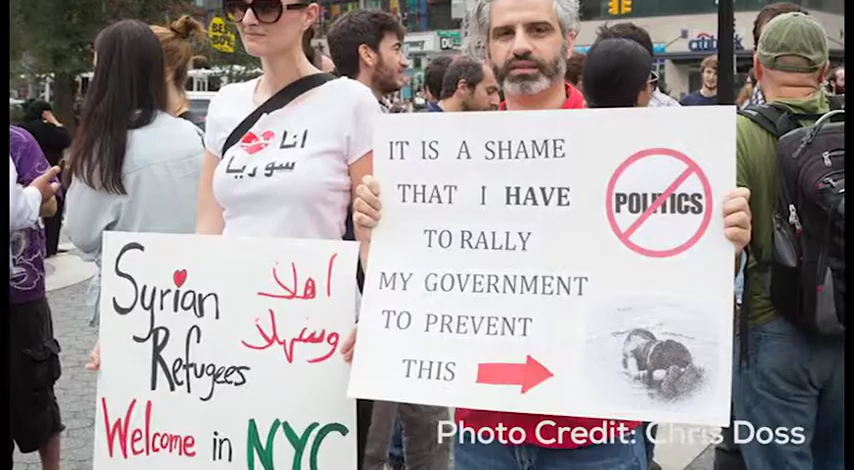 انا
سوريا
Syrian
Refugees
Welcome in NYC
اهلا
وسهلا
IT IS A SHAME
THAT I HAVE
TO RALLY
MY GOVERNMENT
TO PREVENT
THIS
POLITICS
Photo Credit: Chris Doss